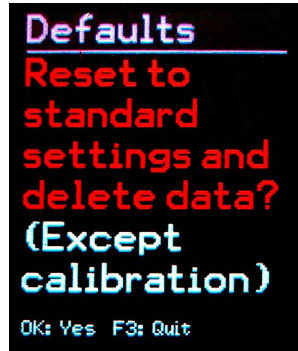 Defaults
Reset to
standard
settings and
delete data?
(Except
calibration)
OK: Yes F3: Quit